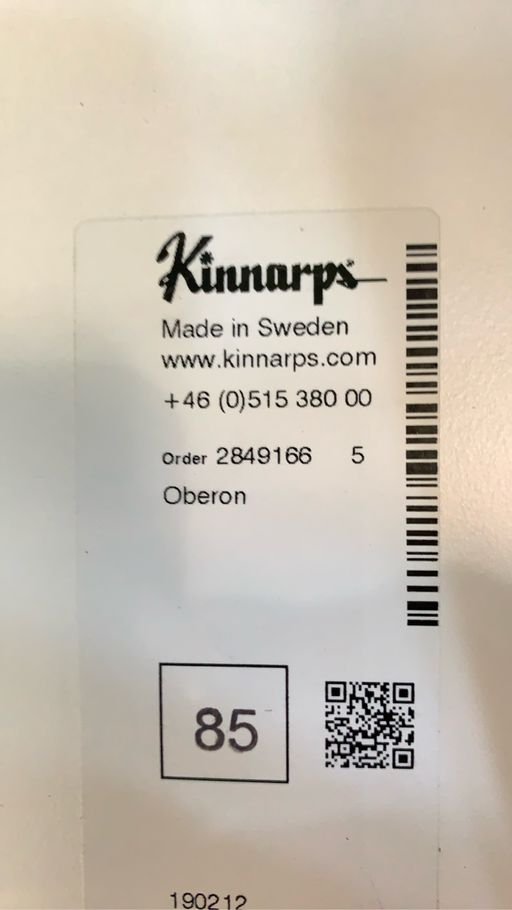 Kinnarps
Made in Sweden
www.kinnarps.com
+46 (0)515 380 00
Order 2849166 5
Oberon
85
190212